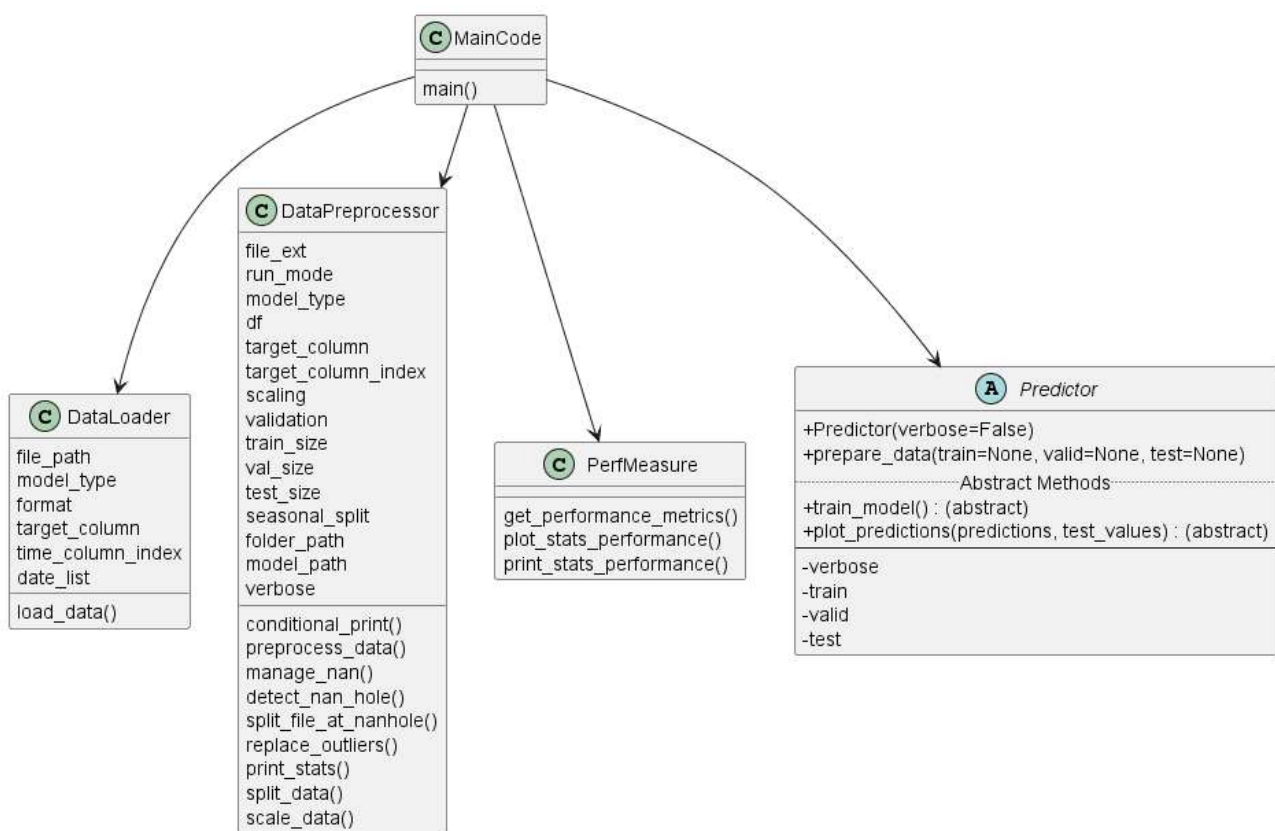 C MainCode
main()
C DataPreprocessor
file_ext
run_mode
model_type
df
target_column
target_column_index
scaling
validation
train_size
val_size
test_size
seasonal_split
folder_path
model_path
verbose
conditional_print()
preprocess_data()
manage_nan()
detect_nan_hole()
split_file_at_nanhole()
replace_outliers()
print_stats()
split_data()
scale_data()
C DataLoader
file_path
model_type
format
target_column
time_column_index
date_list
load_data()
C PerfMeasure
get_performance_metrics()
plot_stats_performance()
print_stats_performance()
A Predictor
+Predictor(verbose=False)
+prepare_data(train=None, valid=None, test=None)
Abstract Methods
+train_model() : (abstract)
+plot_predictions(predictions, test_values) : (abstract)
-verbose
-train
-valid
-test